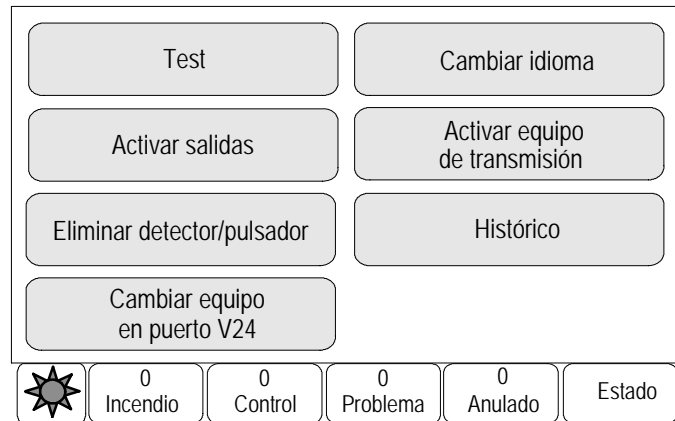 Test
Cambiar idioma
Activar salidas
Activar equipo
de transmisión
Eliminar detector/pulsador
Histórico
Cambiar equipo
en puerto V24
0
Incendio
0
Control
0
Problema
0
Anulado
Estado